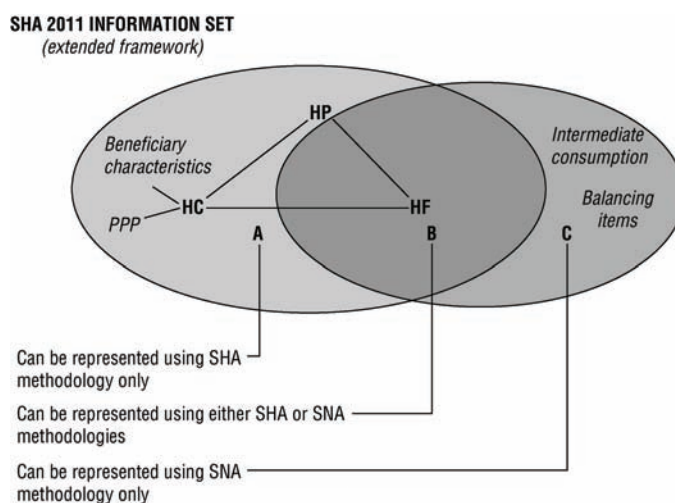 SHA 2011 INFORMATION SET
(extended framework)
HP
Beneficiary
characteristics
Intermediate
consumption
HC
HF
Balancing
items
PPP
A
B
C
Can be represented using SHA
methodology only
Can be represented using either SHA or SNA
methodologies
Can be represented using SNA
methodology only